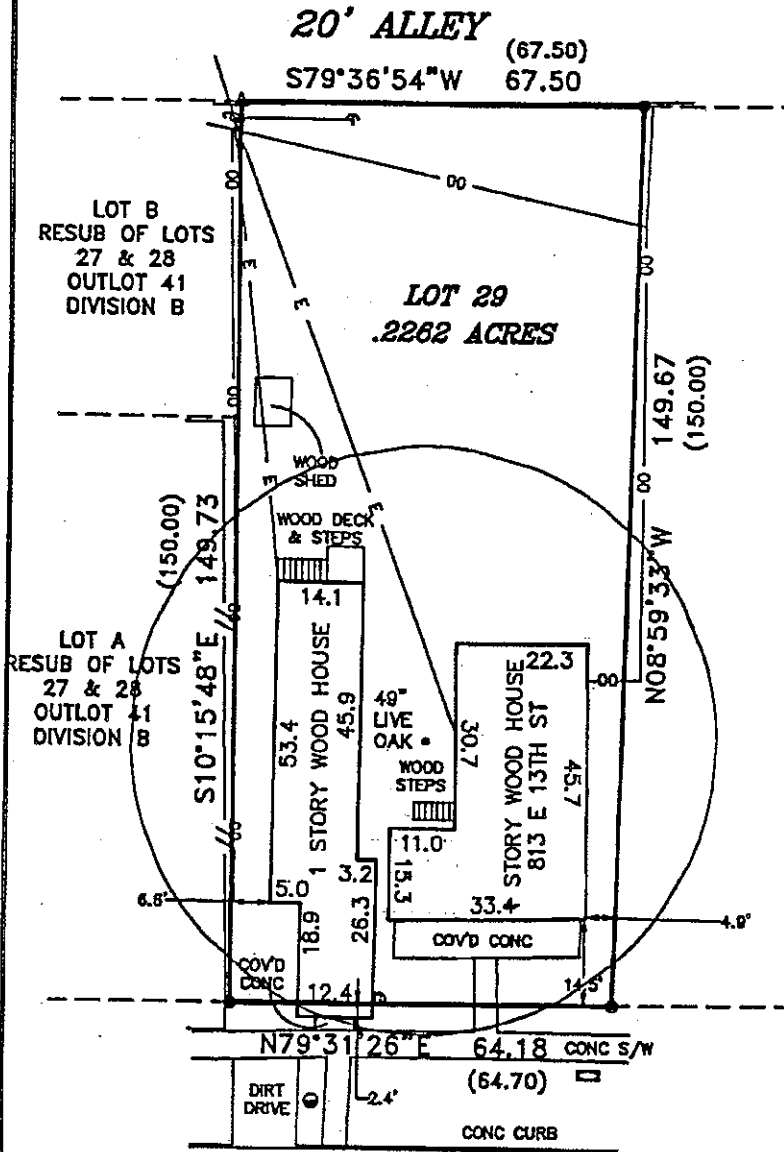 20' ALLEY
(67.50)
S79°36'54"W 67.50
LOT B
RESUB OF LOTS
27 & 28
OUTLOT 41
DIVISION B
LOT 29
.2262 ACRES
149.67
(150.00)
N08°59'33"W
WOOD
SHED
WOOD DECK
& STEPS
(150.00)
S10°15'48"E 149.73
LOT A
RESUB OF LOTS
27 & 28
OUTLOT 41
DIVISION B
14.1
1 STORY WOOD HOUSE
53.4
45.9
49"
LIVE
OAK
WOOD
STEPS
22.3
STORY WOOD HOUSE
813 E 13TH ST
30.7
45.7
11.0
15.3
33.4
3.2
5.0
18.9
26.3
6.6'
4.9'
COV'D CONC
COV'D
CONC
12.4
14.5'
N79°31'26"E 64.18 CONC S/W
(64.70)
DIRT
DRIVE
2.4'
CONC CURB
E
E
E
E